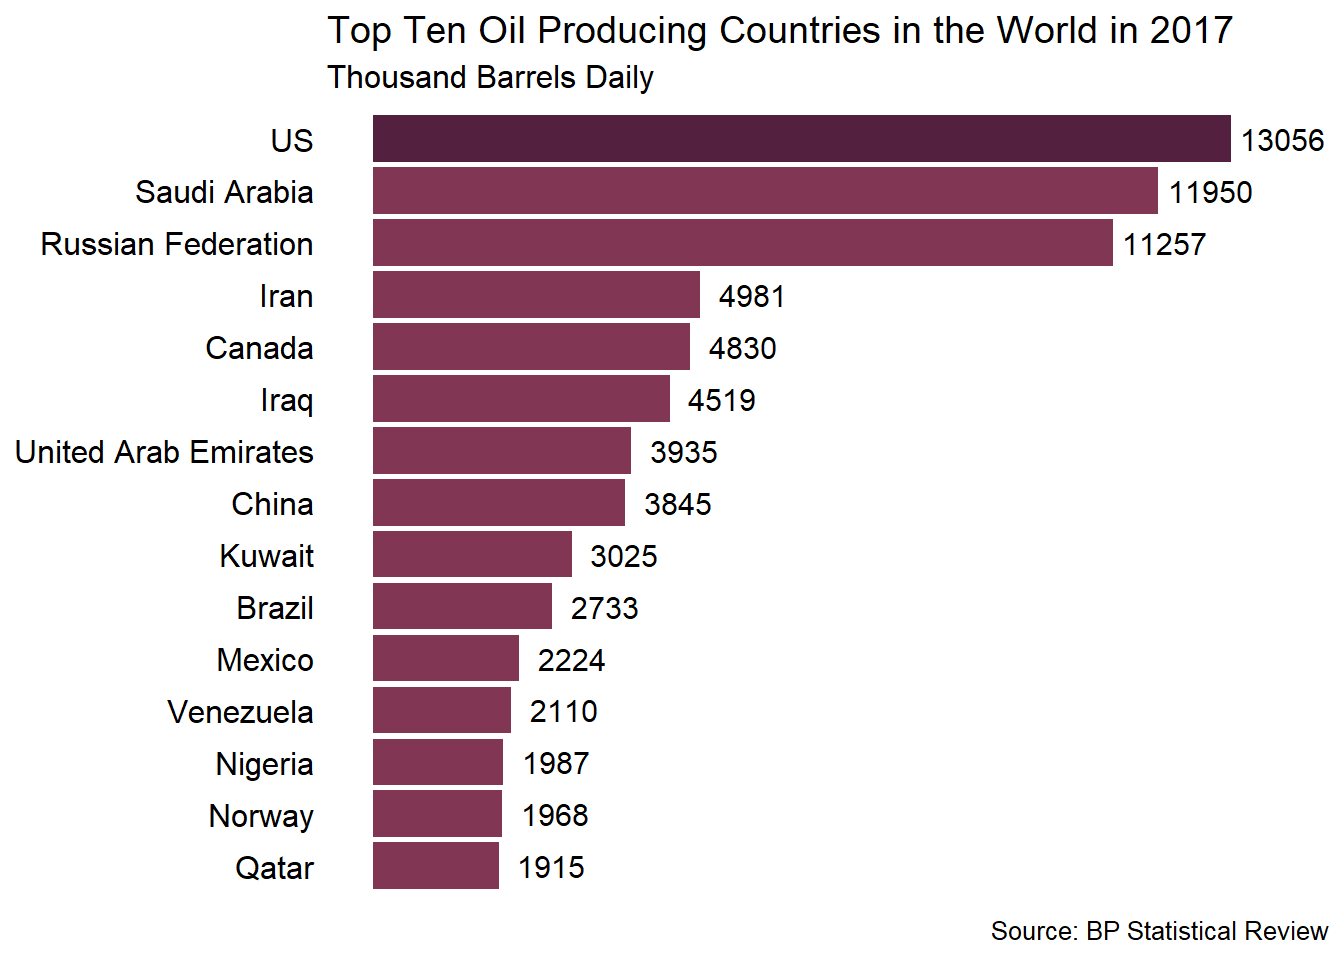 Top Ten Oil Producing Countries in the World in 2017
Thousand Barrels Daily
US 13056
Saudi Arabia 11950
Russian Federation 11257
Iran 4981
Canada 4830
Iraq 4519
United Arab Emirates 3935
China 3845
Kuwait 3025
Brazil 2733
Mexico 2224
Venezuela 2110
Nigeria 1987
Norway 1968
Qatar 1915
Source: BP Statistical Review